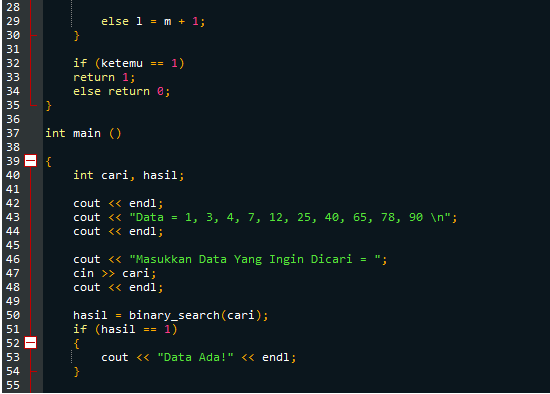 28
29 else l = m + 1;
30 }
31
32 if (ketemu == 1)
33 return 1;
34 else return 0;
35 }
36
37 int main ()
38
39 {
40 int cari, hasil;
41
42 cout << endl;
43 cout << "Data = 1, 3, 4, 7, 12, 25, 40, 65, 78, 90 \n";
44 cout << endl;
45
46 cout << "Masukkan Data Yang Ingin Dicari = ";
47 cin >> cari;
48 cout << endl;
49
50 hasil = binary_search(cari);
51 if (hasil == 1)
52 {
53 cout << "Data Ada!" << endl;
54 }
55